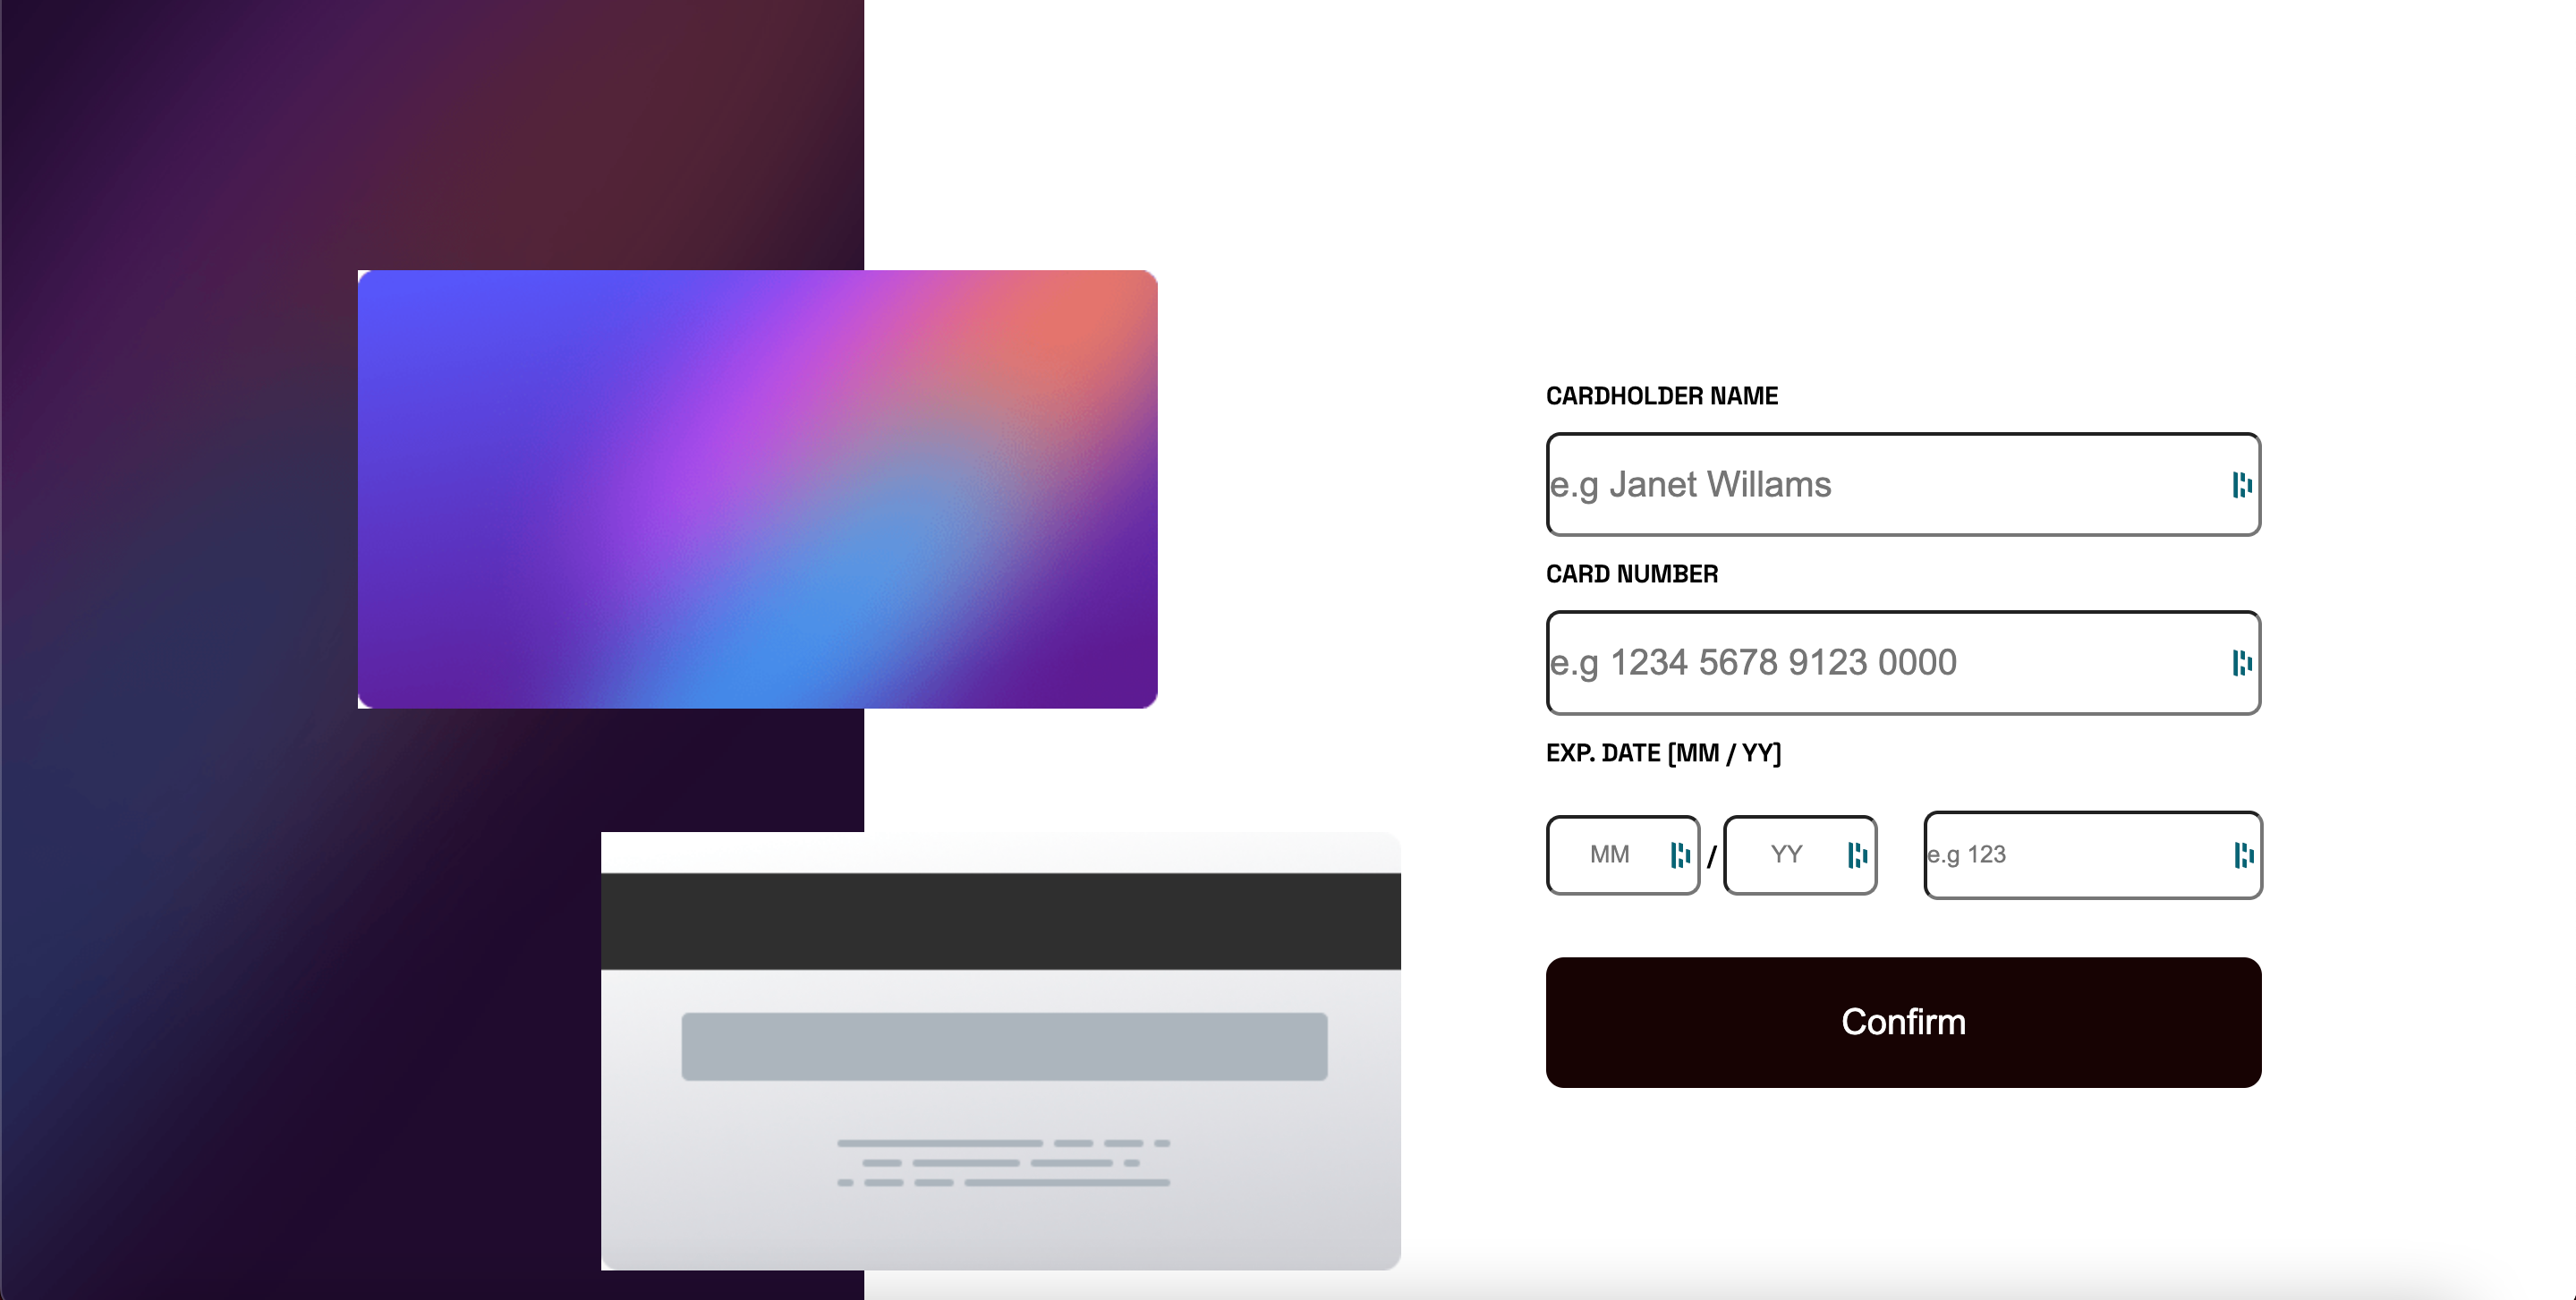 CARDHOLDER NAME
e.g Janet Willams
CARD NUMBER
e.g 1234 5678 9123 0000
EXP. DATE [MM / YY]
MM / YY e.g 123
Confirm